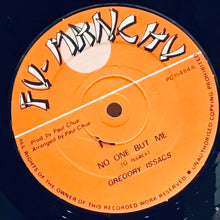 FU-MANCHU
Prod by Paul Chue
Arranged by Paul Chue
NO ONE BUT ME
(G Issacs)
GREGORY ISSACS
ALL RIGHTS OF THE OWNER OF THIS RECORDED WORK RESERVED
UNAUTHORISED COPYING PROHIBITED